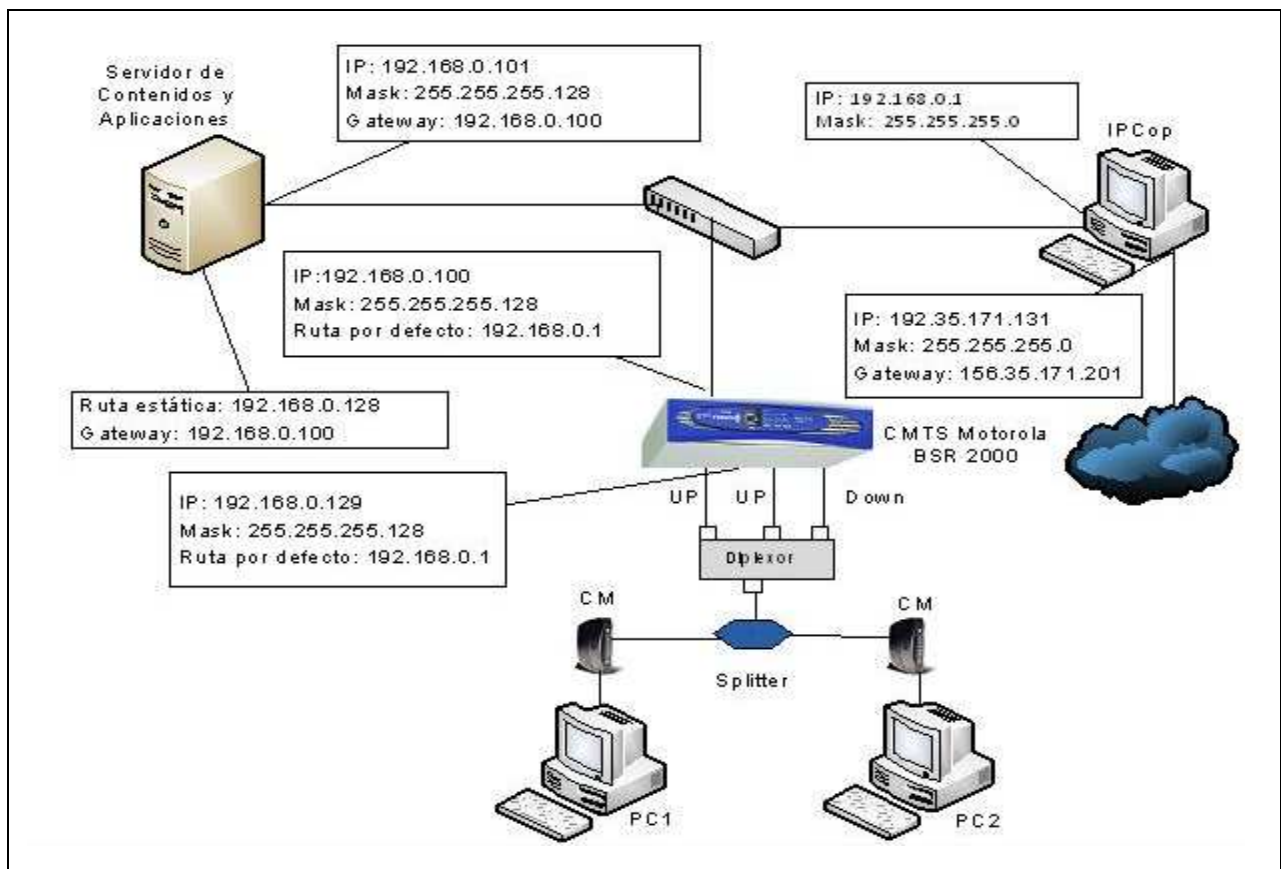 Servidor de
Contenidos y
Aplicaciones
IP: 192.168.0.101
Mask: 255.255.255.128
Gateway: 192.168.0.100
IP: 192.168.0.1
Mask: 255.255.255.0
IPCop
IP:192.168.0.100
Mask: 255.255.255.128
Ruta por defecto: 192.168.0.1
IP: 192.35.171.131
Mask: 255.255.255.0
Gateway: 156.35.171.201
Ruta estática: 192.168.0.128
Gateway: 192.168.0.100
CMTS Motorola
BSR 2000
IP: 192.168.0.129
Mask: 255.255.255.128
Ruta por defecto: 192.168.0.1
UP
UP
Down
Diplexor
CM
CM
Splitter
PC1
PC2